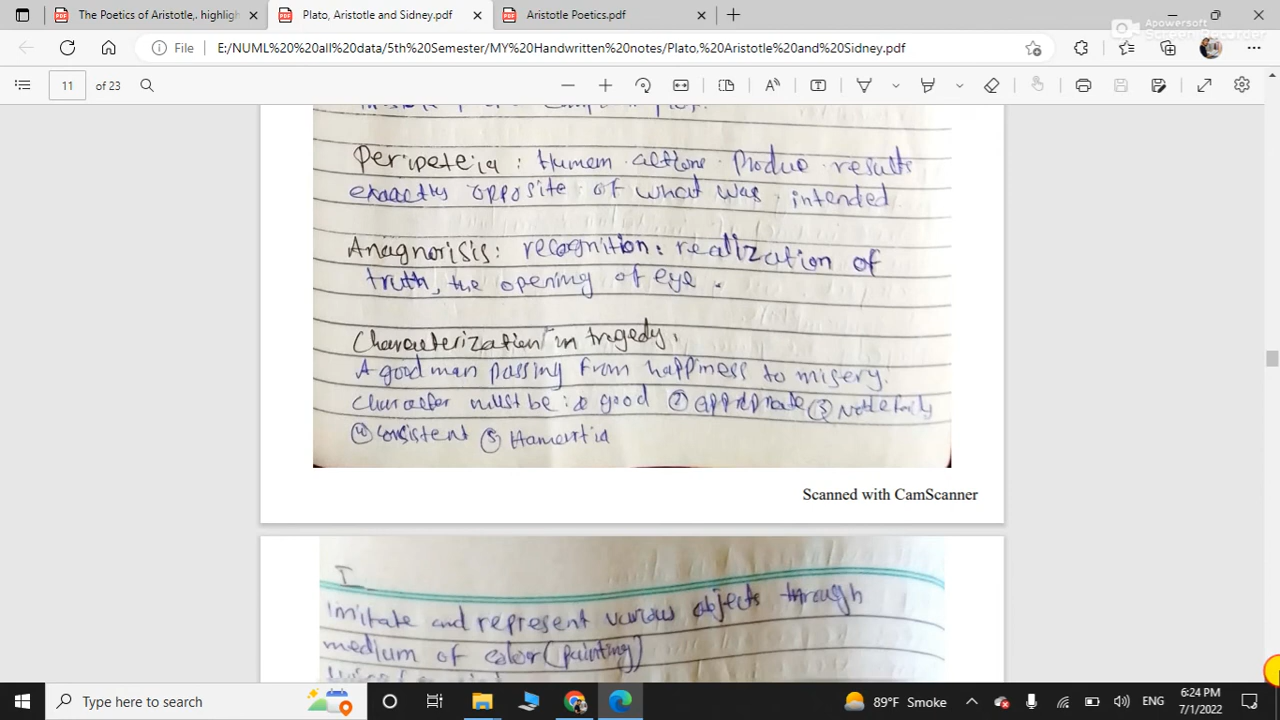 The Poetics of Aristotle,. highligh
Plato, Aristotle and Sidney.pdf
Aristotle Poetics.pdf
Apowersoft
Screen Recorder
File E:/NUML%20%20all%20data/5th%20Semester/MY%20Handwritten%20notes/Plato,%20Aristotle%20and%20Sidney.pdf
11 of 23
Peripeteia : Human actions produe results
exactly opposite of what was intended
Anagnorisis: recognition: realization of
truth, the opening of eye.
Characterization in tragedy.
A good man passing from happiness to misery.
Character must be: good ② appropriate ③
④ consistent ⑤ Hamertia
Scanned with CamScanner
I
Imitate and represent various objects through
medium of color (painting)
Type here to search
89°F Smoke
ENG
6:24 PM
7/1/2022